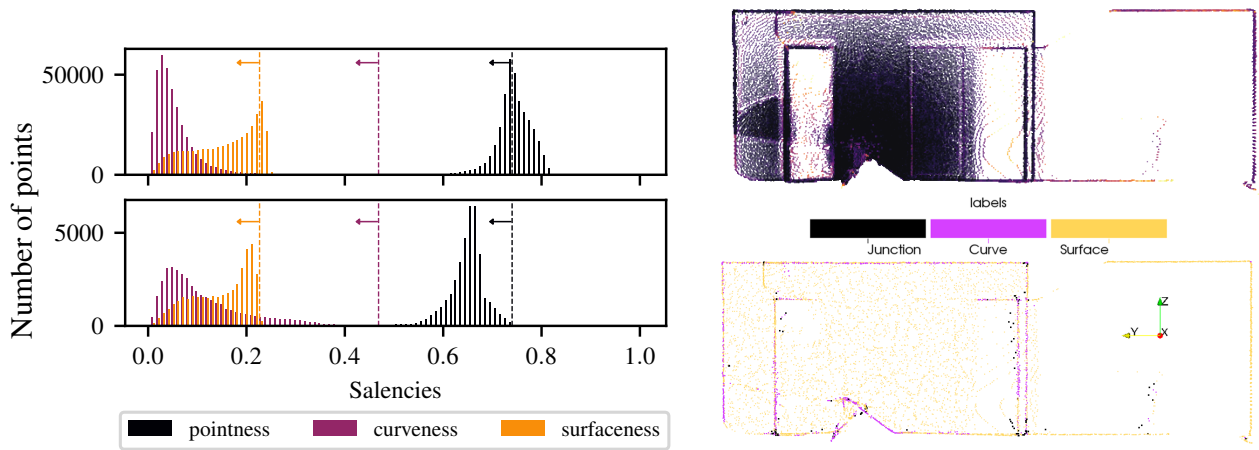 50000
0
5000
0
Number of points
0.0 0.2 0.4 0.6 0.8 1.0
Salencies
pointness curveness surfaceness
labels
Junction Curve Surface
Z
Y X